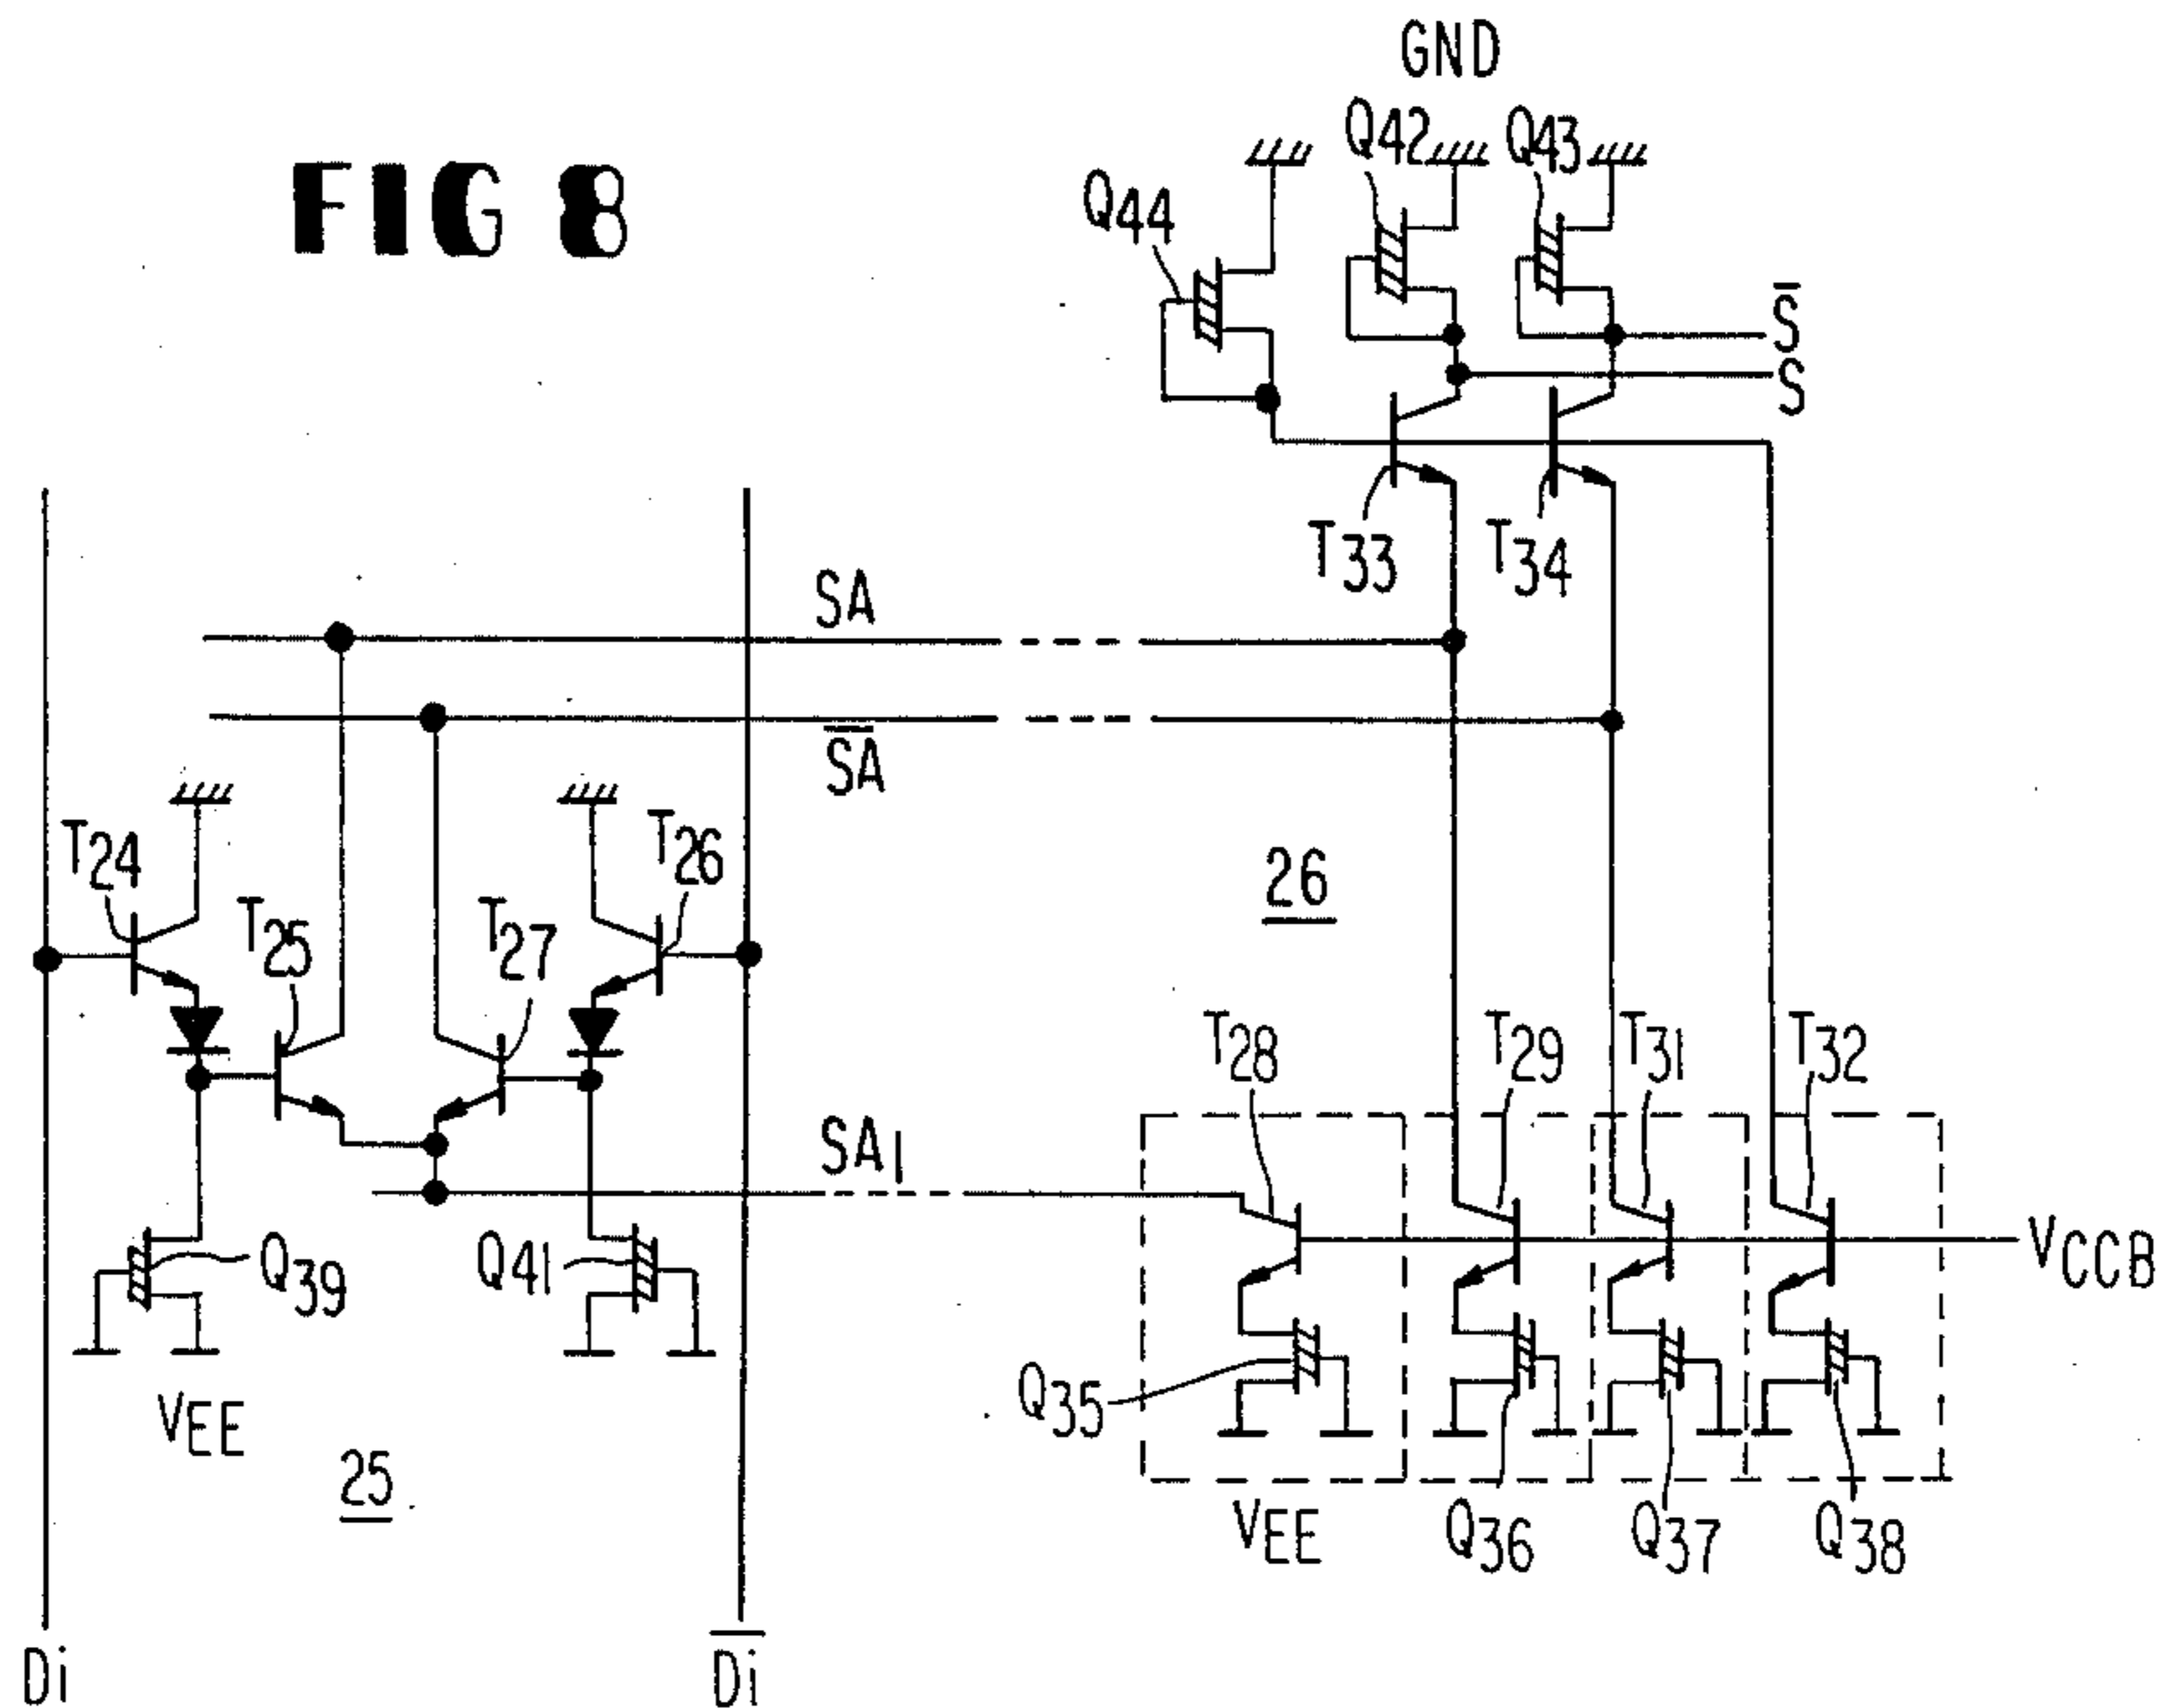 FIG 8
GND
Q42
Q43
Q44
S̅
S
T33
T34
SA
S̅A̅
T24
T26
T25
T27
26
T28
T29
T31
T32
SA1
Q39
Q41
VCCB
Q35
VEE
25
VEE
Q36
Q37
Q38
Di
D̅i̅